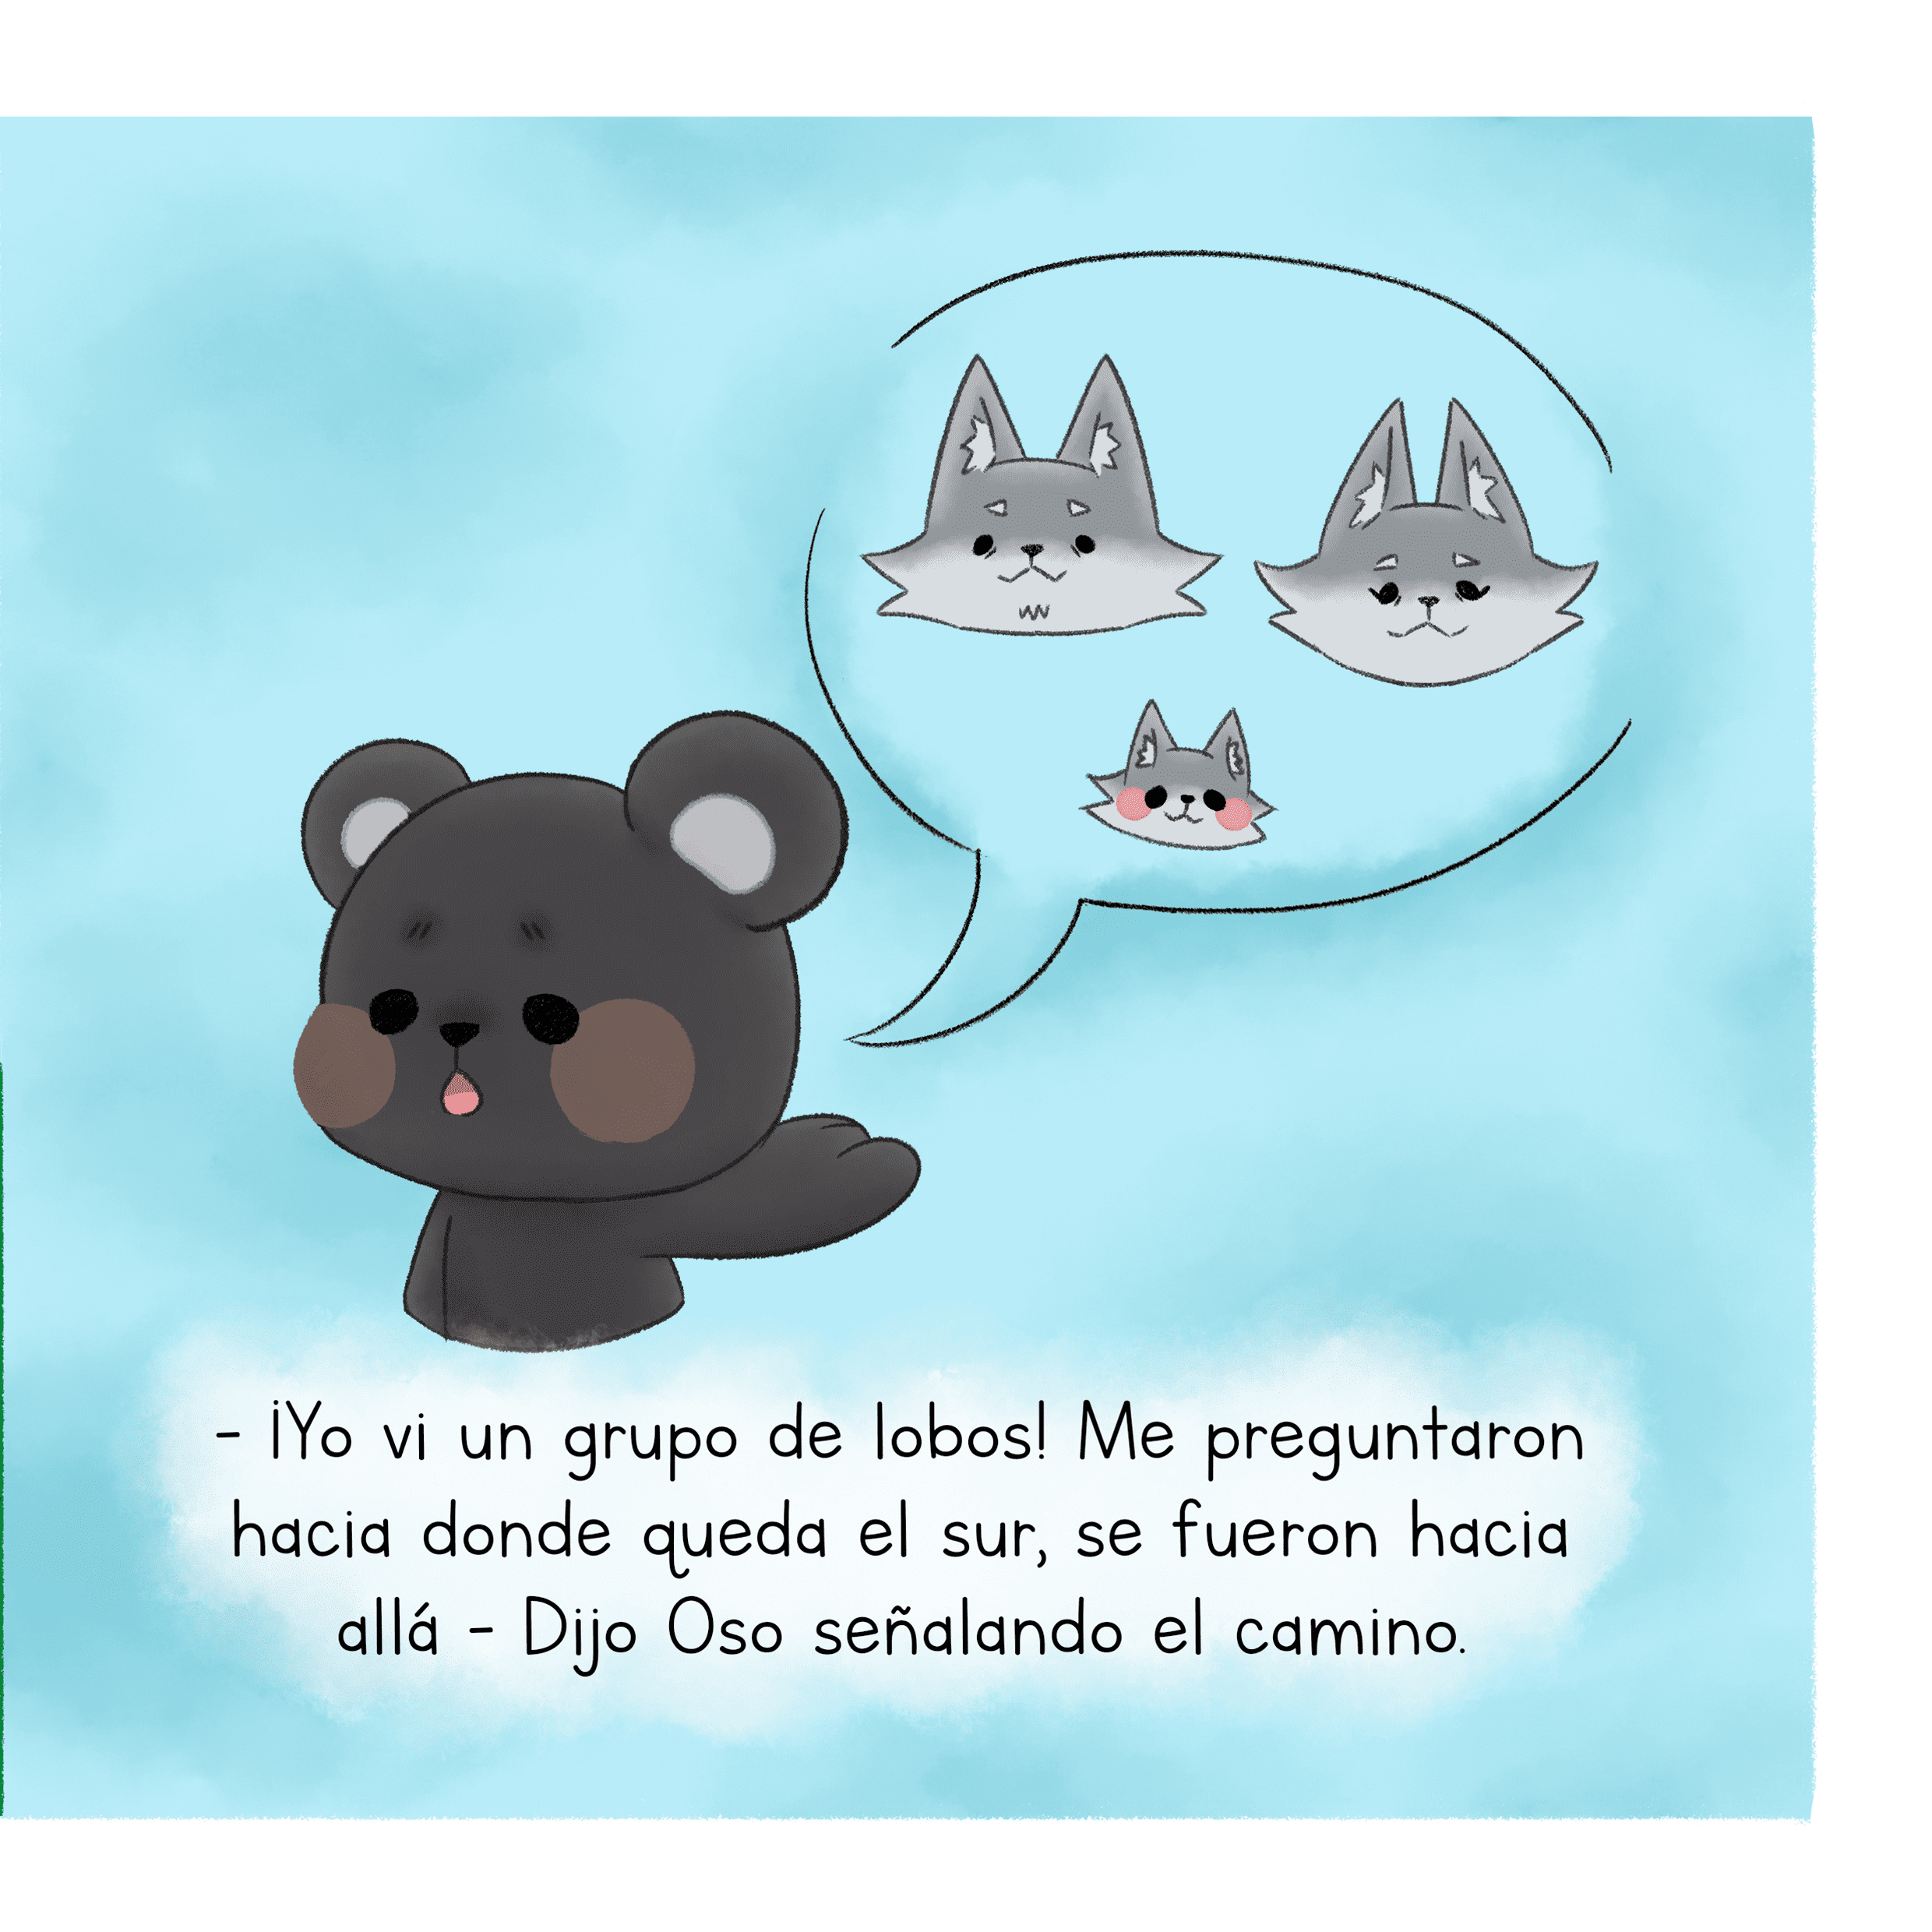 - ¡Yo vi un grupo de lobos! Me preguntaron
hacia donde queda el sur, se fueron hacia
allá - Dijo Oso señalando el camino.